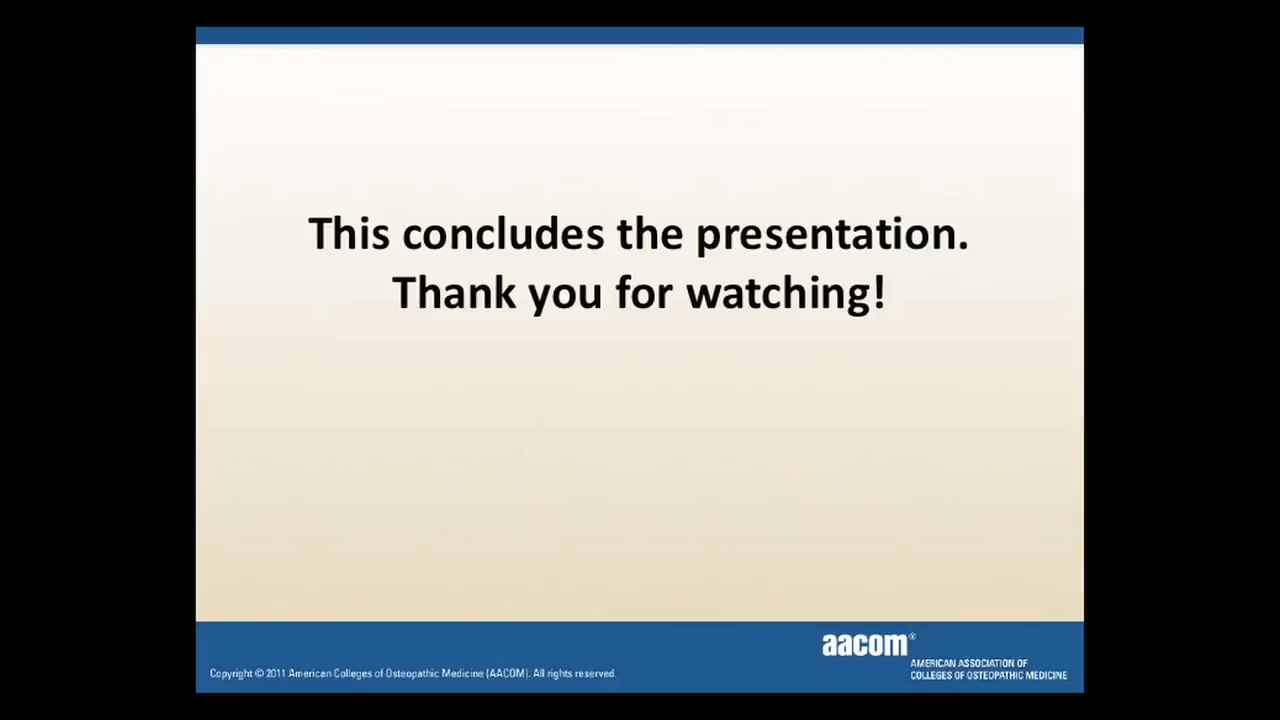 This concludes the presentation.
Thank you for watching!
aacom®
AMERICAN ASSOCIATION OF
COLLEGES OF OSTEOPATHIC MEDICINE
Copyright © 2011 American Colleges of Osteopathic Medicine (AACOM). All rights reserved.